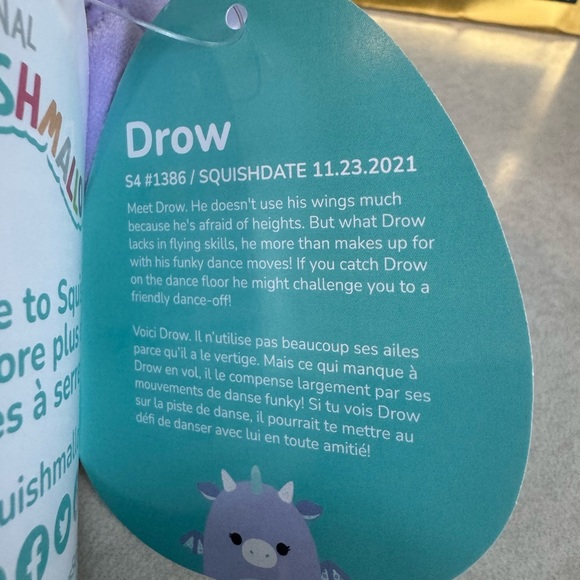 NAL
SHMALLO
e to Squ
ore plus
es à serre
quishmall
Drow
S4 #1386 / SQUISHDATE 11.23.2021
Meet Drow. He doesn't use his wings much
because he's afraid of heights. But what Drow
lacks in flying skills, he more than makes up for
with his funky dance moves! If you catch Drow
on the dance floor he might challenge you to a
friendly dance-off!
Voici Drow. Il n'utilise pas beaucoup ses ailes
parce qu'il a le vertige. Mais ce qui manque à
Drow en vol, il le compense largement par ses
mouvements de danse funky! Si tu vois Drow
sur la piste de danse, il pourrait te mettre au
défi de danser avec lui en toute amitié!